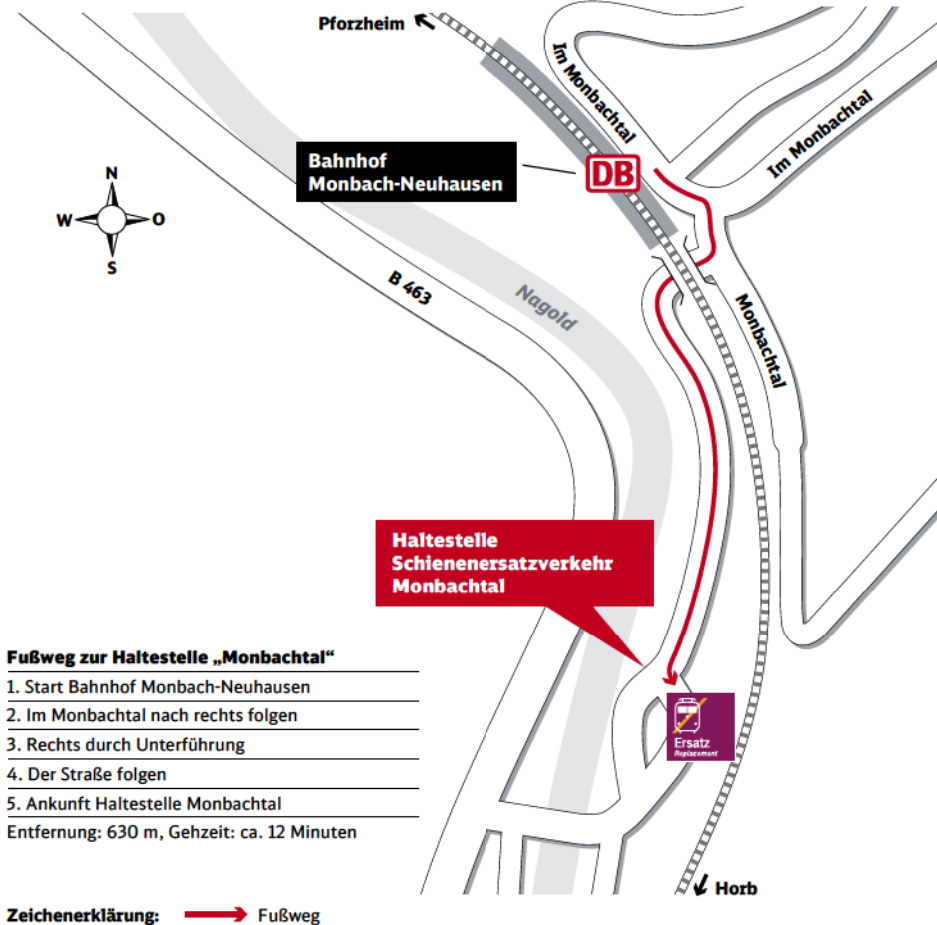 Pforzheim
Im Monbachtal
Im Monbachtal
Bahnhof
Monbach-Neuhausen
DB
N
W
O
S
B 463
Nagold
Monbachtal
Haltestelle
Schienenersatzverkehr
Monbachtal
Ersatz
Replacement
Fußweg zur Haltestelle „Monbachtal“
1. Start Bahnhof Monbach-Neuhausen
2. Im Monbachtal nach rechts folgen
3. Rechts durch Unterführung
4. Der Straße folgen
5. Ankunft Haltestelle Monbachtal
Entfernung: 630 m, Gehzeit: ca. 12 Minuten
Horb
Zeichenerklärung:
Fußweg